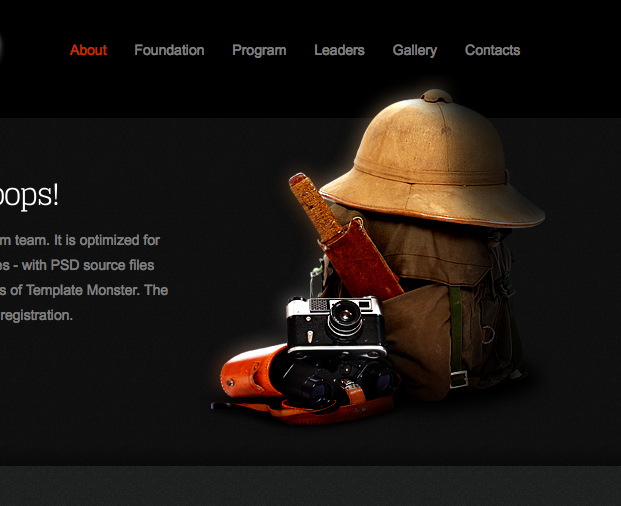 About Foundation Program Leaders Gallery Contacts
oops!
m team. It is optimized for
es - with PSD source files
s of Template Monster. The
registration.